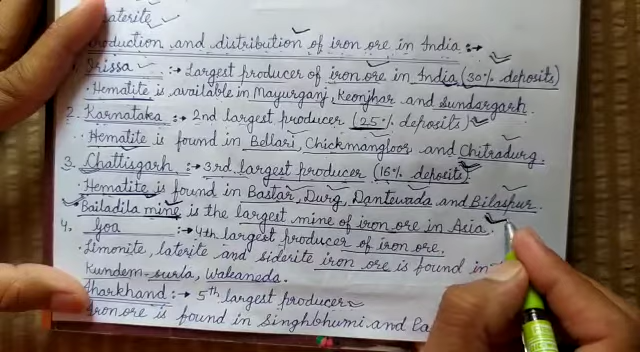 Laterite
Production and distribution of iron ore in India :→
Orissa :→ Largest producer of iron ore in India (30% deposits)
· Hematite is available in Mayurganj, Keonjhar and Sundargarh.
2. Karnataka :→ 2nd largest producer (25% deposits)
· Hematite is found in Bellari, Chickmangloor and Chitradurg.
3. Chattisgarh :→ 3rd largest producer (16% deposite)
· Hematite is found in Bastar, Durg, Dantewada and Bilaspur.
Bailadila mine is the largest mine of iron ore in Asia.
4. Goa :→ 4th largest producer of iron ore.
· Limonite, laterite and siderite iron ore is found in
Kundem-surla,
Jharkhand :→ 5th largest producer
· Iron ore is found in Singhbhumi and